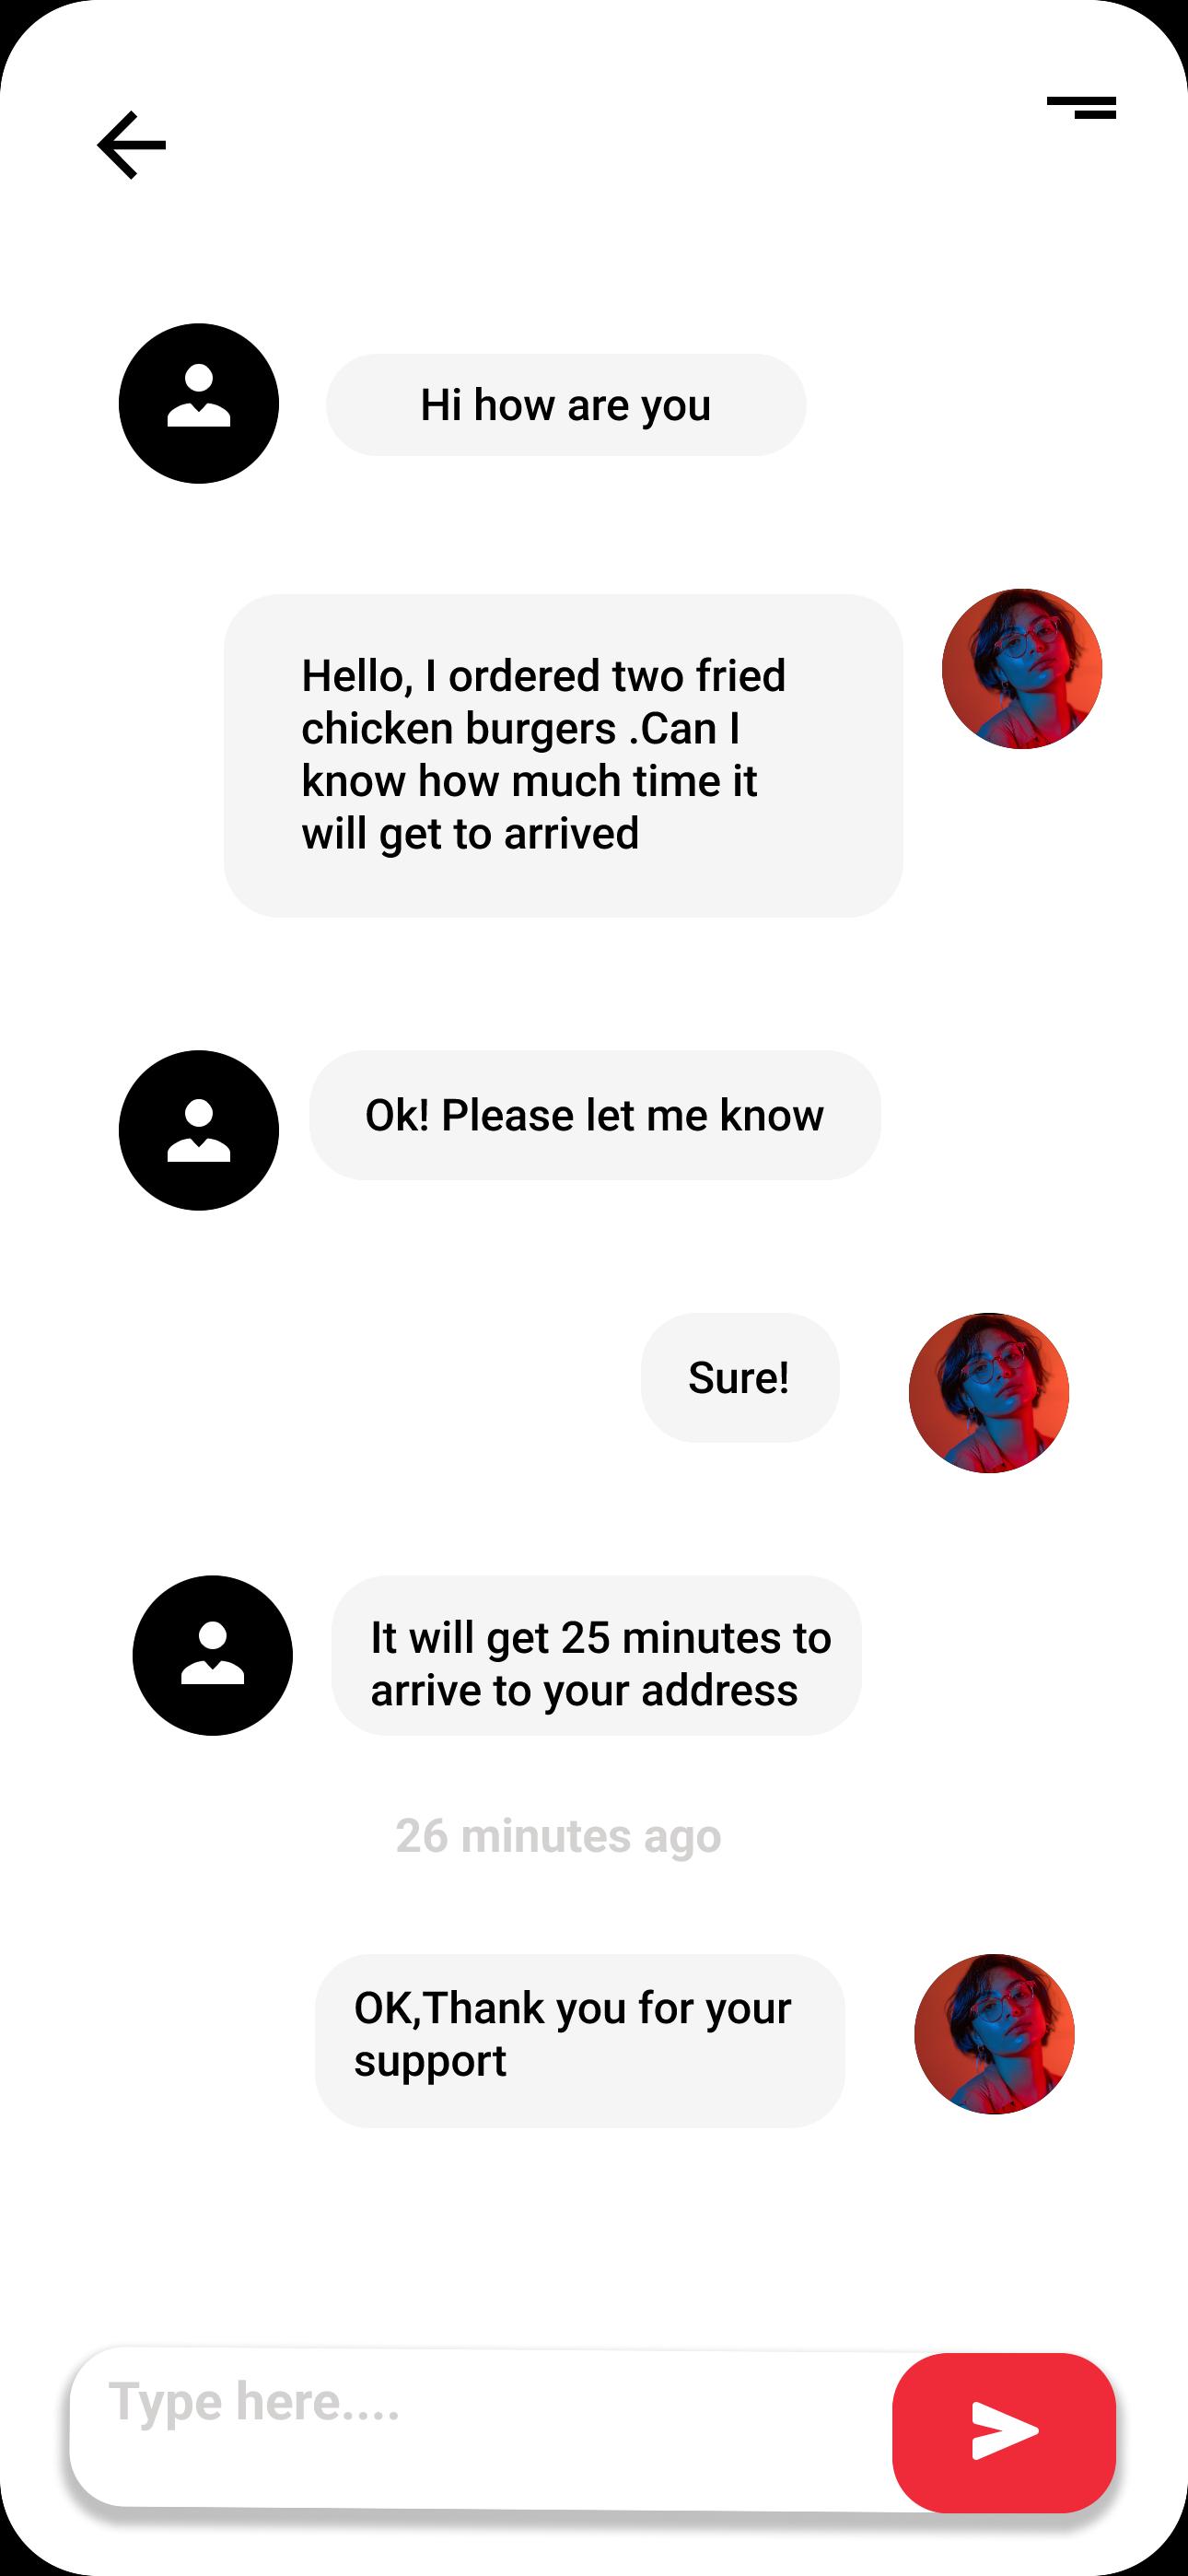 Hi how are you
Hello, I ordered two fried
chicken burgers .Can I
know how much time it
will get to arrived
Ok! Please let me know
Sure!
It will get 25 minutes to
arrive to your address
26 minutes ago
OK,Thank you for your
support
Type here....